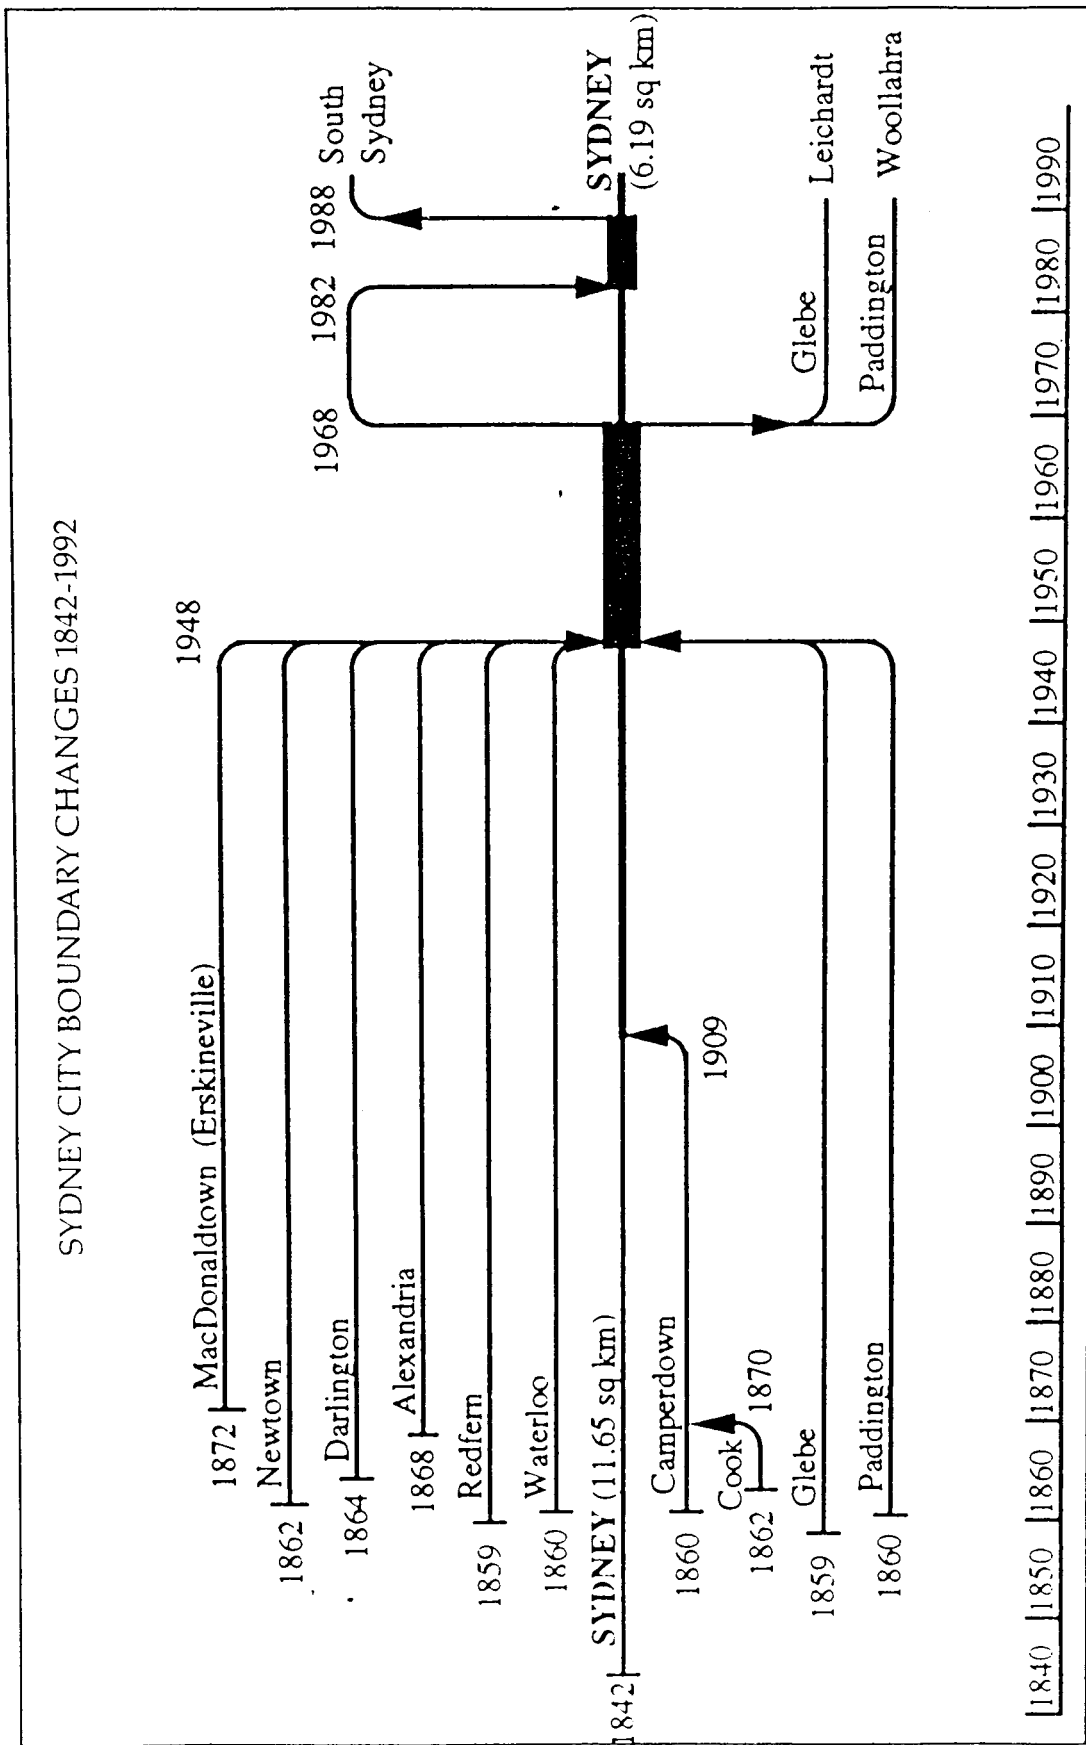 SYDNEY CITY BOUNDARY CHANGES 1842-1992
1948
1872 MacDonaldtown (Erskineville)
1862 Newtown
1864 Darlington
1868 Alexandria
1859 Redfern
1860 Waterloo
1968
1982
1988
South
Sydney
1842 SYDNEY (11.65 sq km)
SYDNEY
(6.19 sq km)
1860 Camperdown
1909
1862 Cook 1870
1859 Glebe
1860 Paddington
Glebe
Leichardt
Paddington
Woollahra
1840 1850 1860 1870 1880 1890 1900 1910 1920 1930 1940 1950 1960 1970 1980 1990